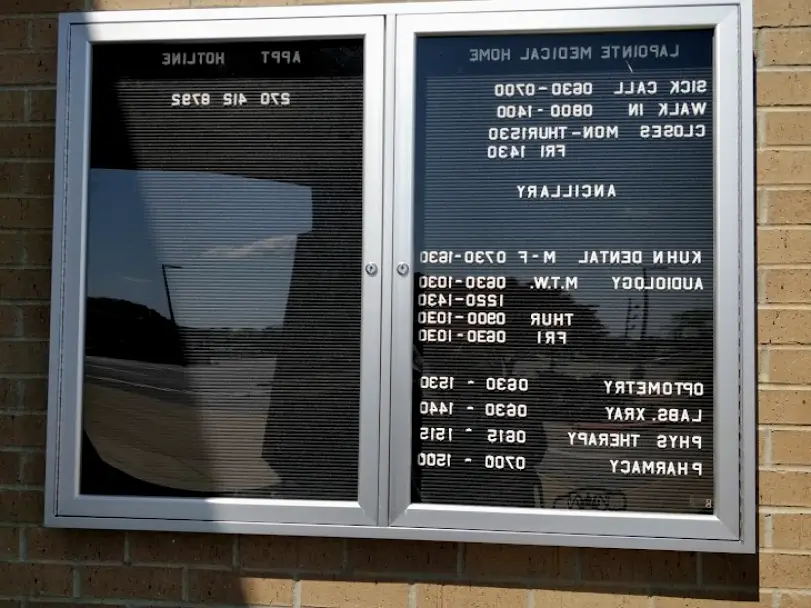 LAPOINTE MEDICAL HOME
SICK CALL 0630-0700
WALK IN 0800-1400
CLOSES MON-THUR1530
FRI 1430
ANCILLARY
KUHN DENTAL M-F 0730-1630
AUDIOLOGY M.T.W. 0630-1030
1220-1430
THUR 0900-1030
FRI 0630-1030
OPTOMETRY 0630 - 1530
LABS. XRAY 0630 - 1440
PHYS THERAPY 0615 - 1515
PHARMACY 0700 - 1500
APPT HOTLINE
270 412 8792